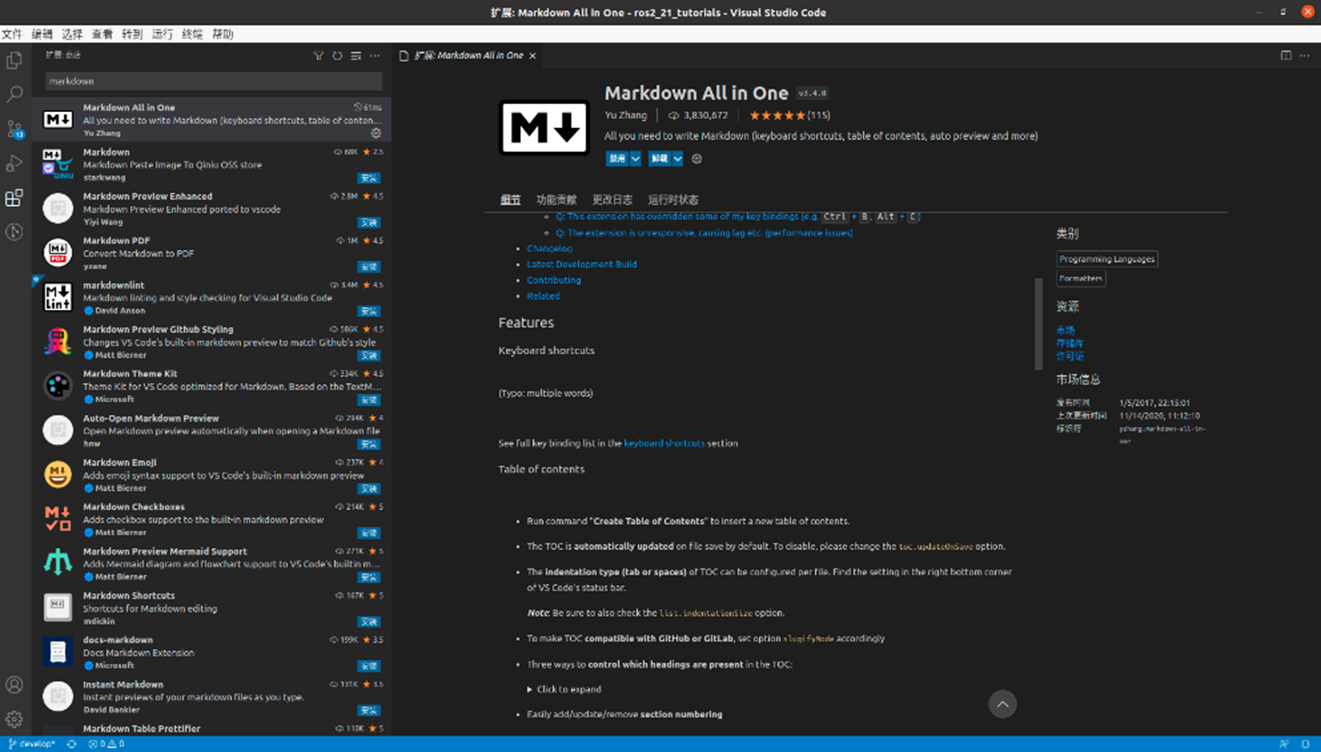 扩展: Markdown All in One - ros2_21_tutorials - Visual Studio Code
文件 编辑 选择 查看 转到 运行 终端 帮助
扩展: 商店
扩展: Markdown All in One
markdown
Markdown All in One
61ms
All you need to write Markdown (keyboard shortcuts, table of conten...
Yu Zhang
Markdown
68K 2.5
Markdown Paste Image To Qiniu OSS store
starkwang
安装
Markdown Preview Enhanced
2.8M 4.5
Markdown Preview Enhanced ported to vscode
Yiyi Wang
安装
Markdown PDF
1M 4.5
Convert Markdown to PDF
yzane
安装
markdownlint
3.4M 4.5
Markdown linting and style checking for Visual Studio Code
David Anson
安装
Markdown Preview Github Styling
586K 4.5
Changes VS Code's built-in markdown preview to match Github's style
Matt Bierner
安装
Markdown Theme Kit
334K 4.5
Theme Kit for VS Code optimized for Markdown. Based on the TextM...
Microsoft
安装
Auto-Open Markdown Preview
294K 4
Open Markdown preview automatically when opening a Markdown file
hnw
安装
Markdown Emoji
237K 4
Adds emoji syntax support to VS Code's built-in markdown preview
Matt Bierner
安装
Markdown Checkboxes
214K 5
Adds checkbox support to the built-in markdown preview
Matt Bierner
安装
Markdown Preview Mermaid Support
271K 5
Adds Mermaid diagram and flowchart support to VS Code's builtin m...
Matt Bierner
安装
Markdown Shortcuts
167K 5
Shortcuts for Markdown editing
mdickin
安装
docs-markdown
199K 3.5
Docs Markdown Extension
Microsoft
安装
Instant Markdown
131K 3.5
Instant previews of your markdown files as you type.
David Bankier
安装
Markdown Table Prettifier
110K 5
Markdown All in One v3.4.0
Yu Zhang 3,830,672 (115)
All you need to write Markdown (keyboard shortcuts, table of contents, auto preview and more)
禁用 卸载
细节 功能贡献 更改日志 运行时状态
Q: This extension has overridden some of my key bindings (e.g. Ctrl + B, Alt + C)
Q: The extension is unresponsive, causing lag etc. (performance issues)
Changelog
Latest Development Build
Contributing
Related
Features
Keyboard shortcuts
(Typo: multiple words)
See full key binding list in the keyboard shortcuts section
Table of contents
Run command "Create Table of Contents" to insert a new table of contents.
The TOC is automatically updated on file save by default. To disable, please change the toc.updateOnSave option.
The indentation type (tab or spaces) of TOC can be configured per file. Find the setting in the right bottom corner
of VS Code's status bar.
Note: Be sure to also check the list.indentationSize option.
To make TOC compatible with GitHub or GitLab, set option slugifyMode accordingly
Three ways to control which headings are present in the TOC:
Click to expand
Easily add/update/remove section numbering
类别
Programming Languages
Formatters
资源
市场
存储库
许可证
市场信息
发布时间 1/5/2017, 22:15:01
上次更新时间 11/14/2020, 11:12:10
标识符 yzhang.markdown-all-in-
one
13
develop* 0 0